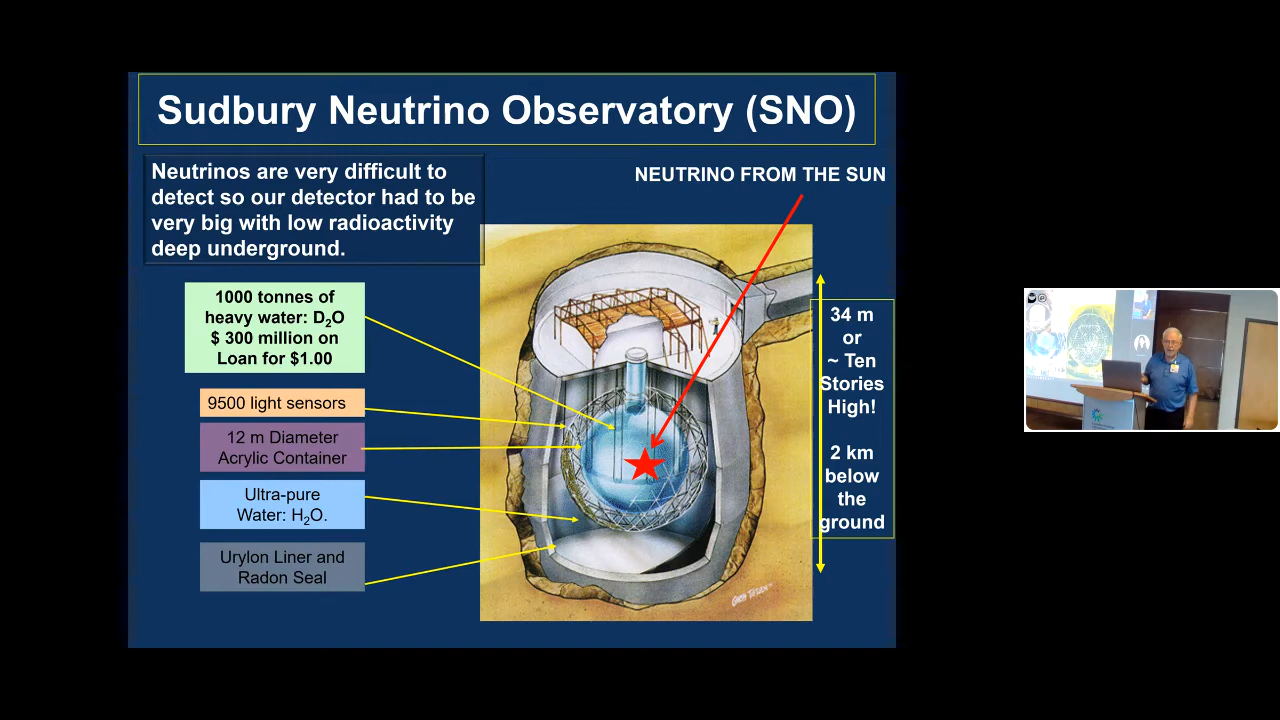 Sudbury Neutrino Observatory (SNO)
Neutrinos are very difficult to
detect so our detector had to be
very big with low radioactivity
deep underground.
NEUTRINO FROM THE SUN
1000 tonnes of
heavy water: D₂O
$ 300 million on
Loan for $1.00
9500 light sensors
12 m Diameter
Acrylic Container
Ultra-pure
Water: H₂O.
Urylon Liner and
Radon Seal
34 m
or
~ Ten
Stories
High!
2 km
below
the
ground